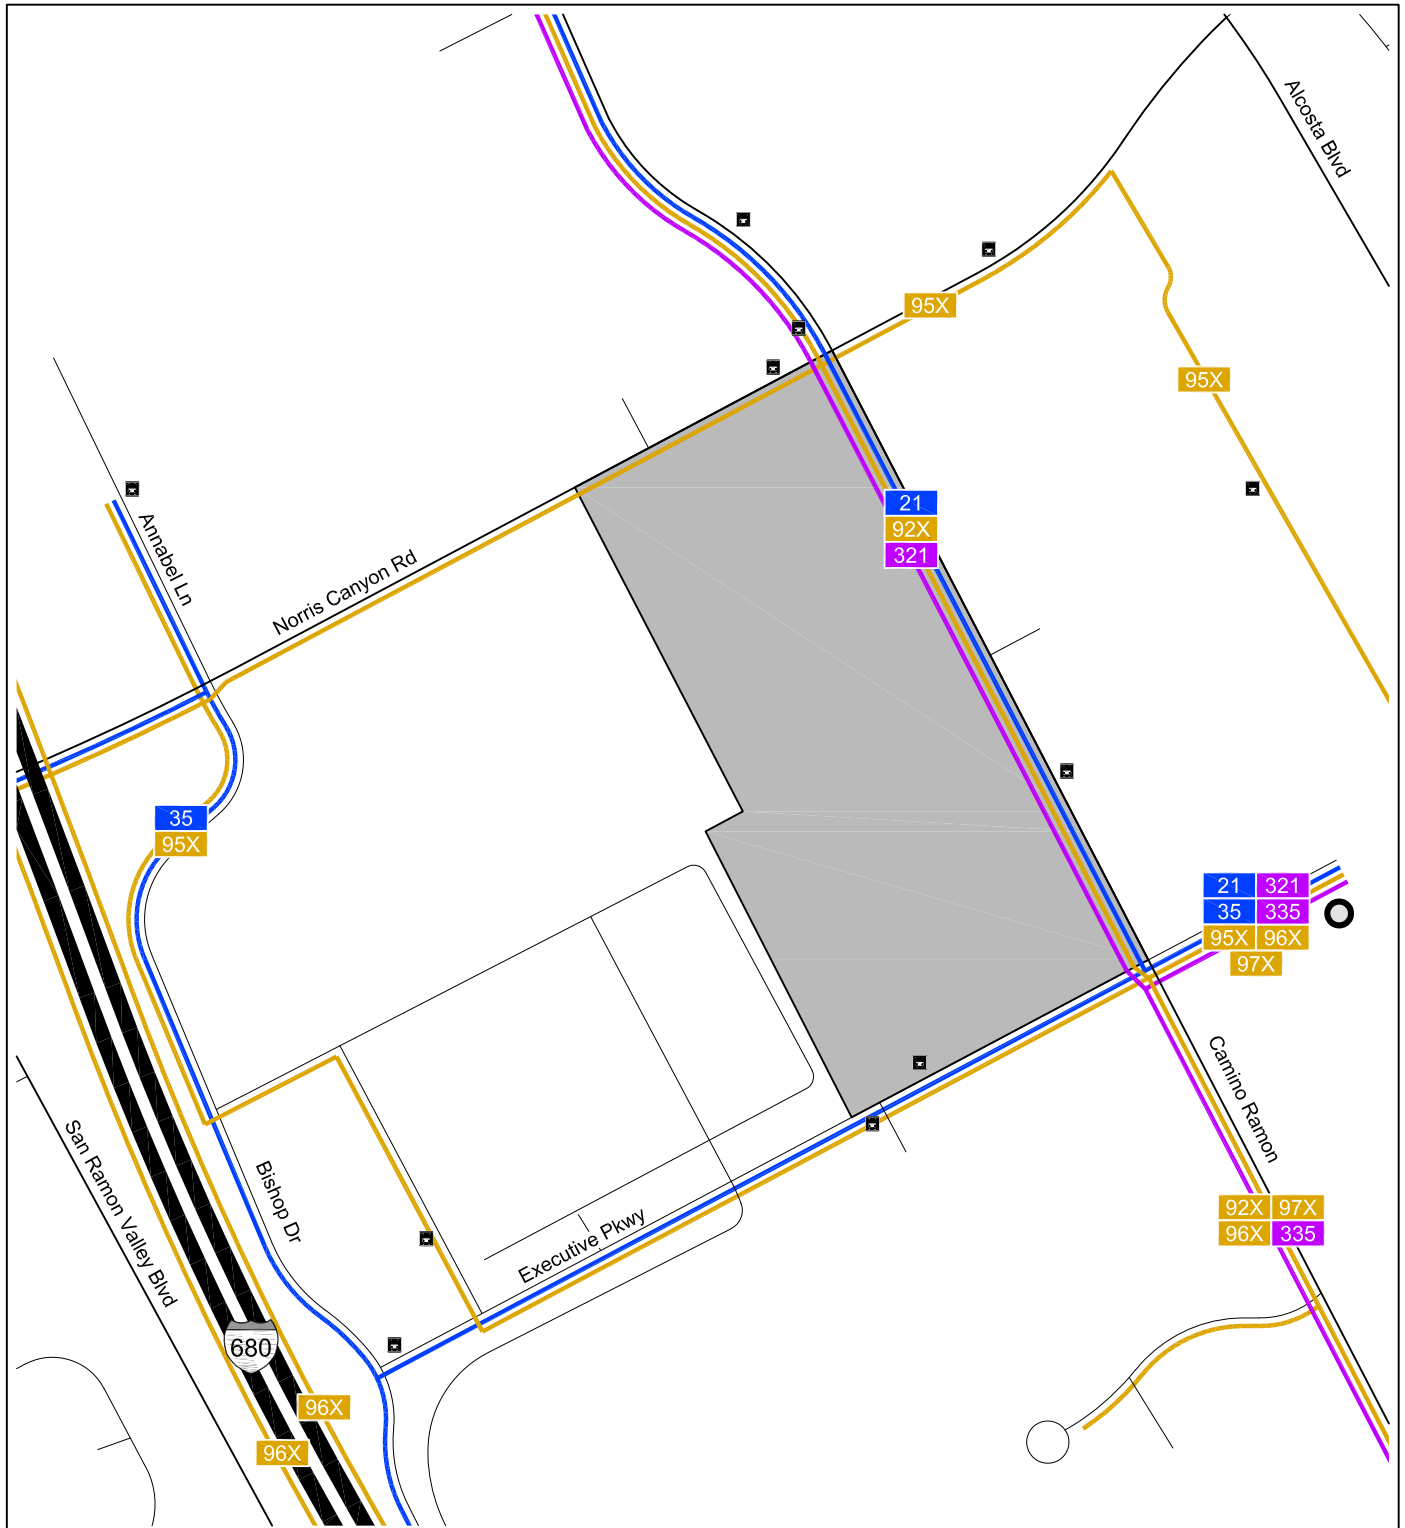 Alcosta Blvd
95X
95X
21
92X
321
Annabel Ln
Norris Canyon Rd
35
95X
21 321
35 335
95X 96X
97X
Camino Ramon
San Ramon Valley Blvd
Bishop Dr
Executive Pkwy
92X 97X
96X 335
680
96X
96X